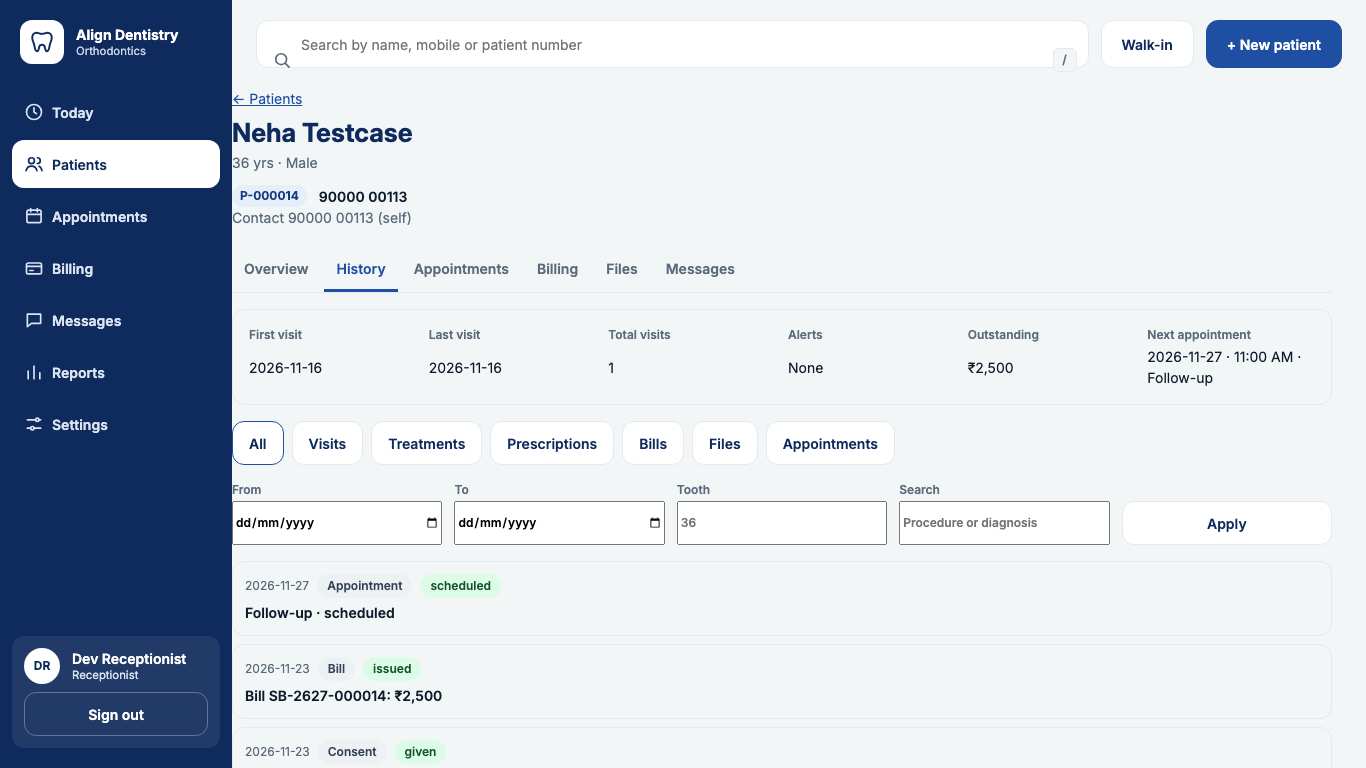 Align Dentistry
Orthodontics
Today
Patients
Appointments
Billing
Messages
Reports
Settings
DR
Dev Receptionist
Receptionist
Sign out
Search by name, mobile or patient number
/
Walk-in
+ New patient
← Patients
Neha Testcase
36 yrs · Male
P-000014 90000 00113
Contact 90000 00113 (self)
Overview History Appointments Billing Files Messages
First visit Last visit Total visits Alerts Outstanding Next appointment
2026-11-16 2026-11-16 1 None ₹2,500 2026-11-27 · 11:00 AM ·
Follow-up
All Visits Treatments Prescriptions Bills Files Appointments
From To Tooth Search
dd/mm/yyyy dd/mm/yyyy 36 Procedure or diagnosis Apply
2026-11-27 Appointment scheduled
Follow-up · scheduled
2026-11-23 Bill issued
Bill SB-2627-000014: ₹2,500
2026-11-23 Consent given